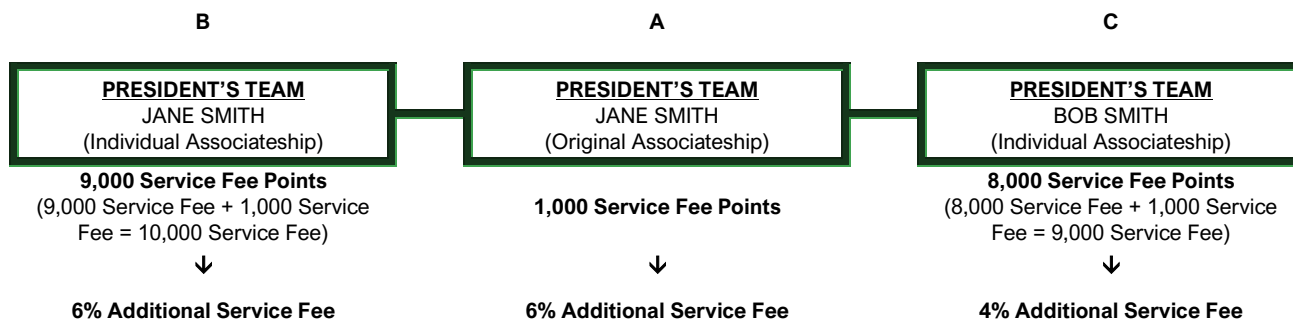 B
PRESIDENT’S TEAM
JANE SMITH
(Individual Associateship)
9,000 Service Fee Points
(9,000 Service Fee + 1,000 Service
Fee = 10,000 Service Fee)
6% Additional Service Fee
A
PRESIDENT’S TEAM
JANE SMITH
(Original Associateship)
1,000 Service Fee Points
6% Additional Service Fee
C
PRESIDENT’S TEAM
BOB SMITH
(Individual Associateship)
8,000 Service Fee Points
(8,000 Service Fee + 1,000 Service
Fee = 9,000 Service Fee)
4% Additional Service Fee